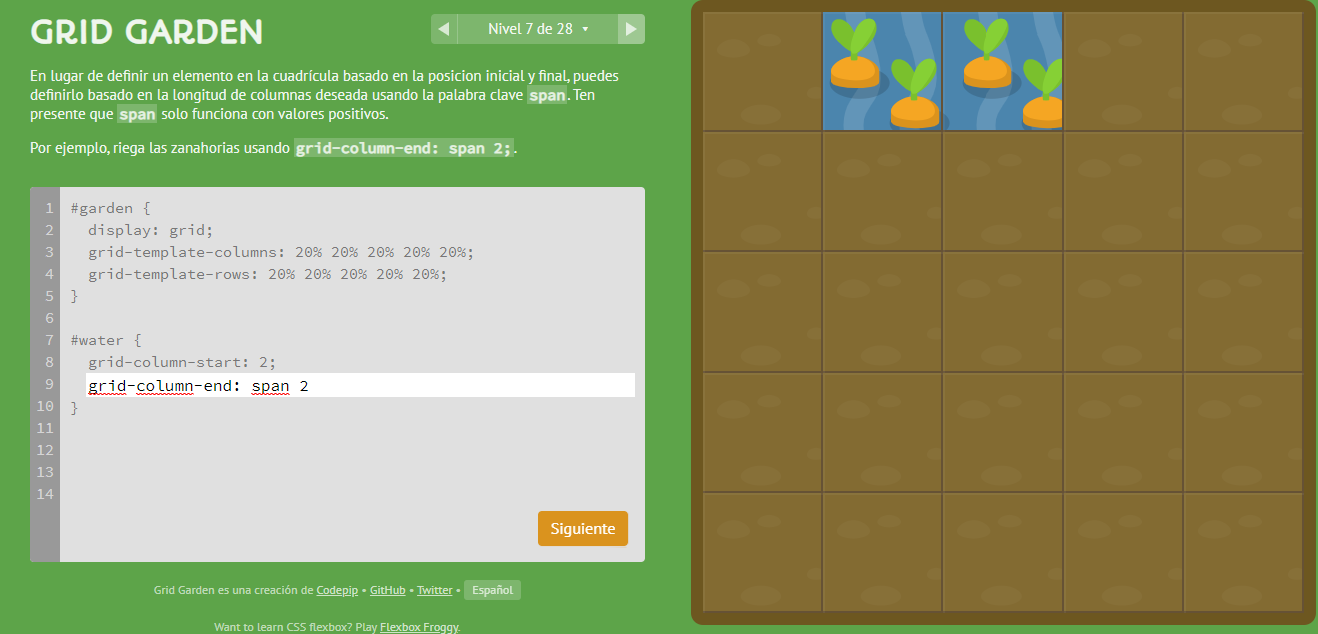 GRID GARDEN
Nivel 7 de 28
En lugar de definir un elemento en la cuadrícula basado en la posicion inicial y final, puedes
definirlo basado en la longitud de columnas deseada usando la palabra clave span. Ten
presente que span solo funciona con valores positivos.
Por ejemplo, riega las zanahorias usando grid-column-end: span 2;.
1 #garden {
2 display: grid;
3 grid-template-columns: 20% 20% 20% 20% 20%;
4 grid-template-rows: 20% 20% 20% 20% 20%;
5 }
6
7 #water {
8 grid-column-start: 2;
9 grid-column-end: span 2
10 }
11
12
13
14
Siguiente
Grid Garden es una creación de Codepip • GitHub • Twitter • Español
Want to learn CSS flexbox? Play Flexbox Froggy.